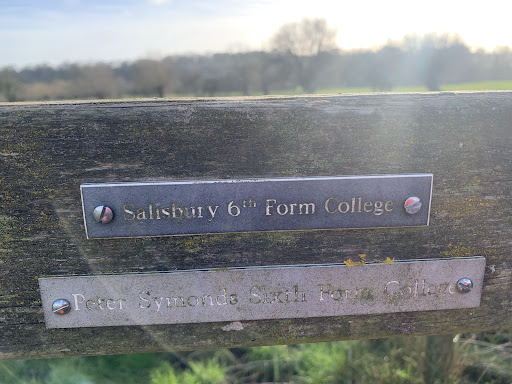 Salisbury 6th Form College
Peter Symonds Sixth Form College